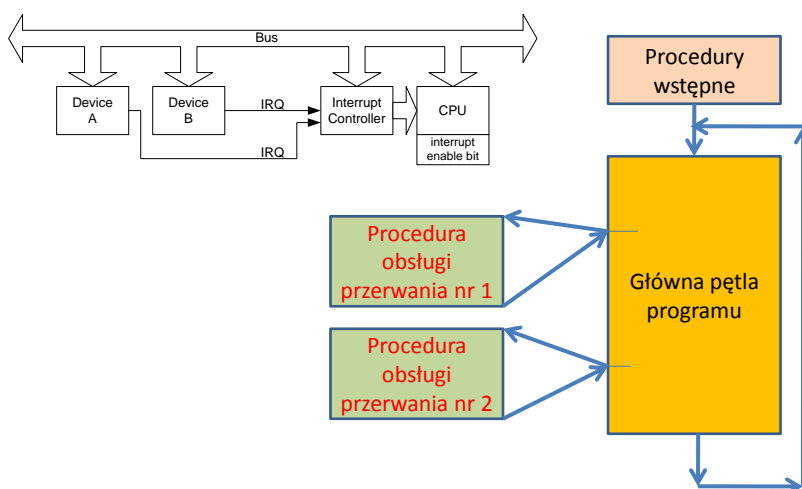 Bus
Device
A
Device
B
IRQ
IRQ
Interrupt
Controller
CPU
interrupt
enable bit
Procedury
wstępne
Procedura
obsługi
przerwania nr 1
Procedura
obsługi
przerwania nr 2
Główna pętla
programu